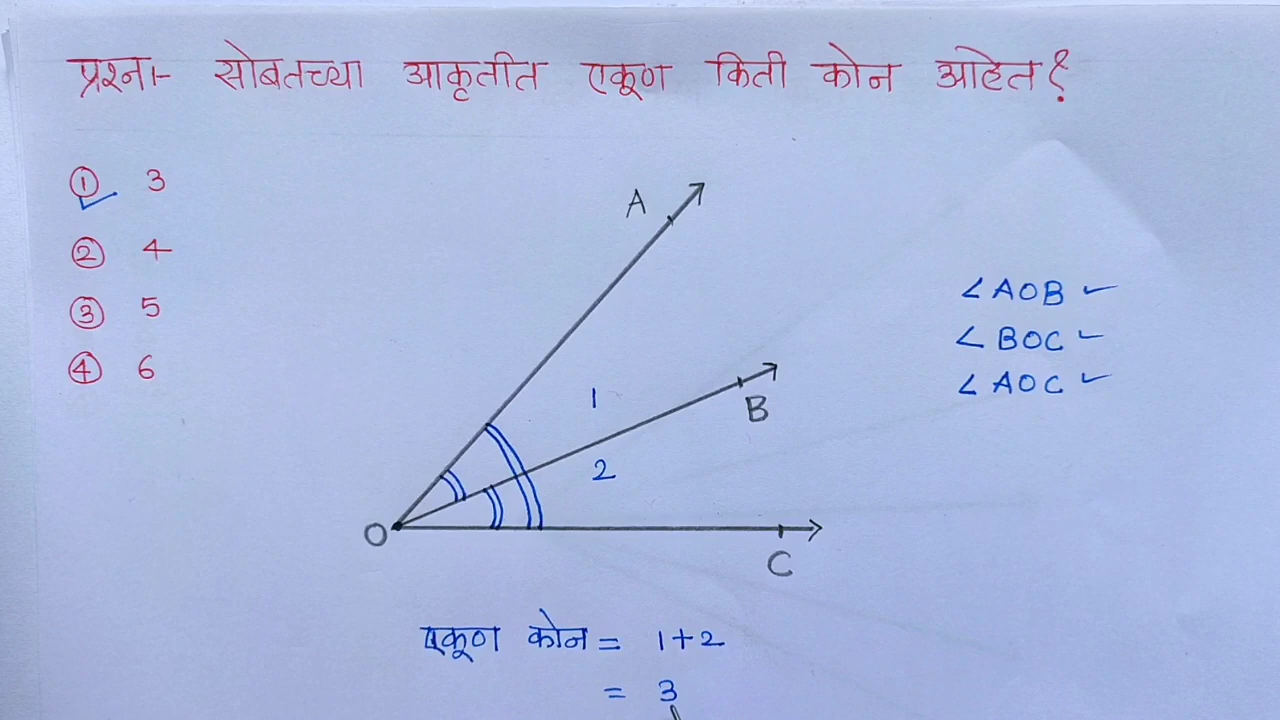 प्रश्न:- सोबतच्या आकृतीत एकूण किती कोन आहेत?
① 3
② 4
③ 5
④ 6
A
B
C
O
1
2
∠AOB ✓
∠BOC ✓
∠AOC ✓
एकूण कोन = 1+2
= 3